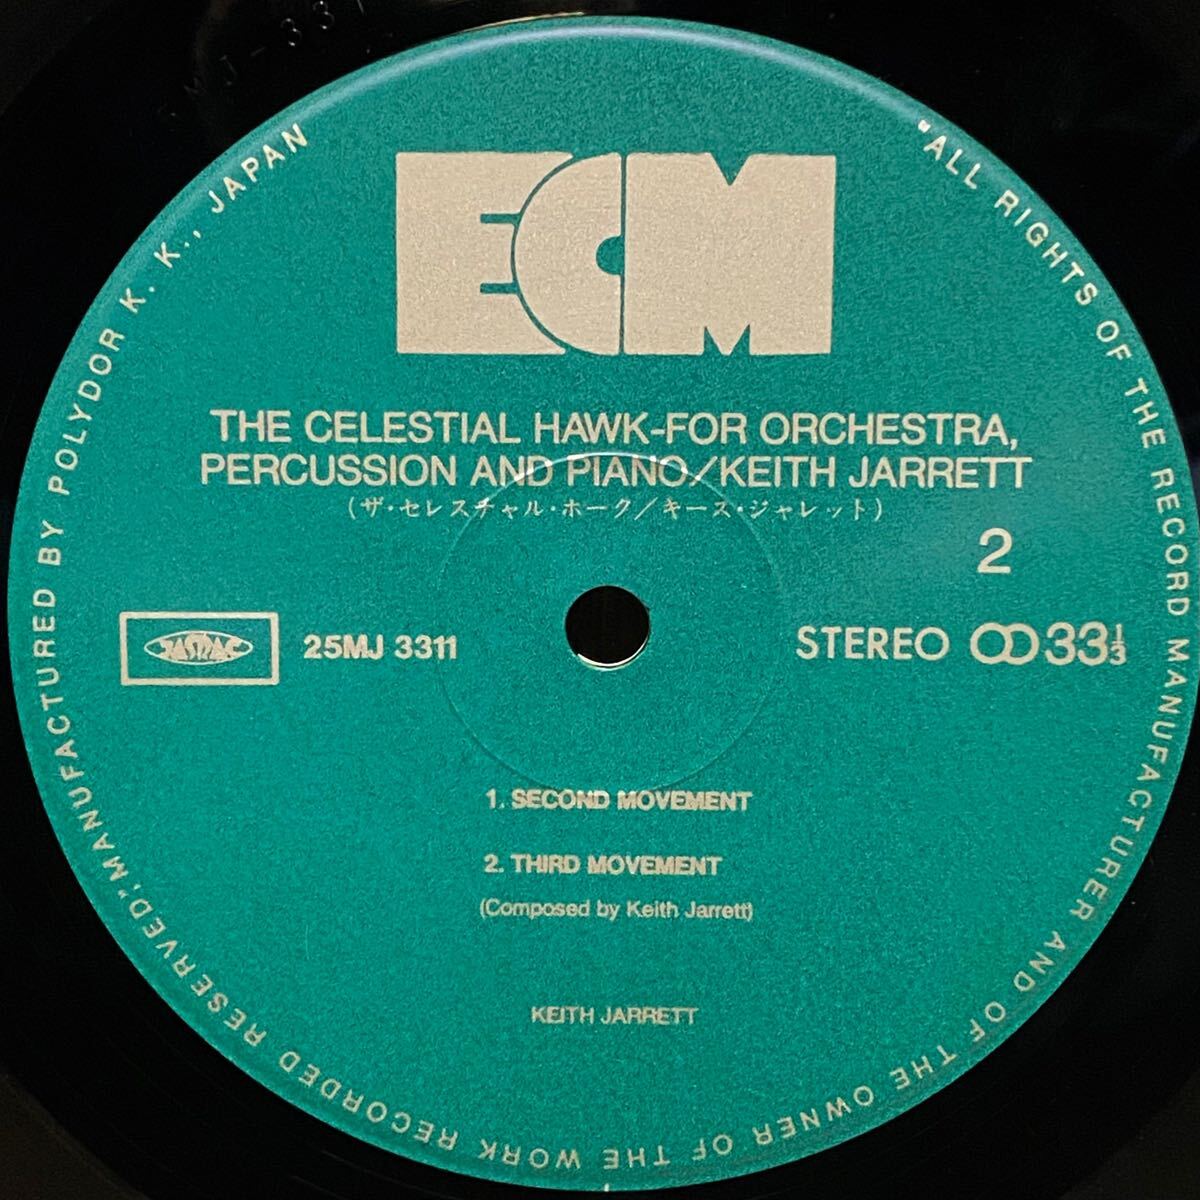 ECM
THE CELESTIAL HAWK-FOR ORCHESTRA,
PERCUSSION AND PIANO/KEITH JARRETT
(ザ・セレスチャル・ホーク/キース・ジャレット)
2
JASRAC
25MJ 3311
STEREO 33 1/3
1. SECOND MOVEMENT
2. THIRD MOVEMENT
(Composed by Keith Jarrett)
KEITH JARRETT
"ALL RIGHTS OF THE RECORD MANUFACTURER AND OF THE OWNER OF THE WORK RECORDED RESERVED," MANUFACTURED BY POLYDOR K. K., JAPAN